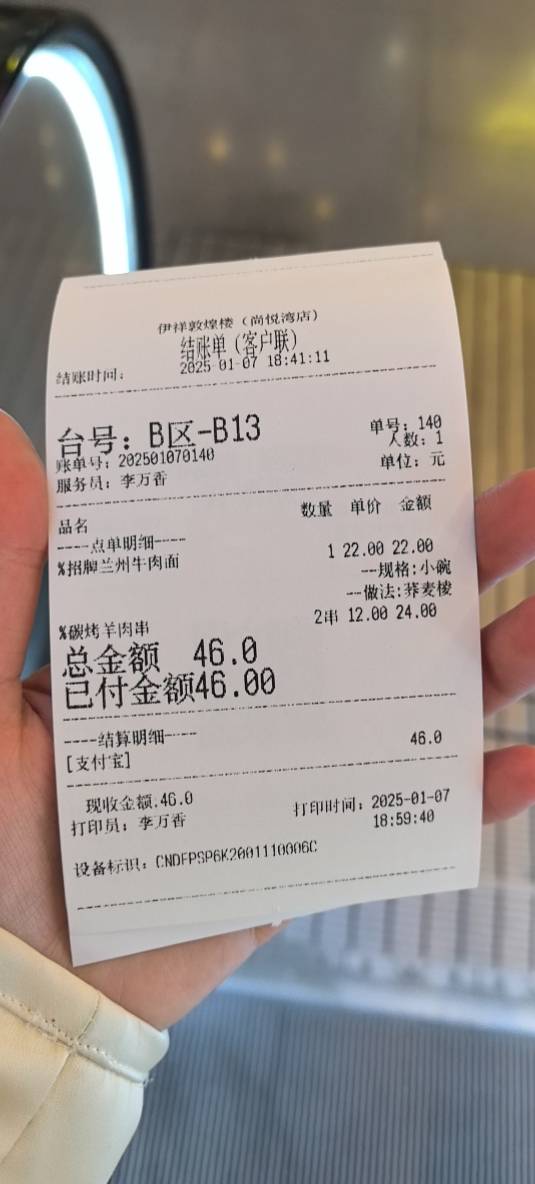 伊祥敦煌楼（尚悦湾店）
结账单（客户联）
结账时间： 2025-01-07 18:41:11
台号：B区-B13 单号：140
人数：1
账单号：202501070140
服务员：李万香 单位：元
品名 数量 单价 金额
----点单明细----
%招牌兰州牛肉面 1 22.00 22.00
--规格:小碗
--做法:荞麦棱
%碳烤羊肉串 2串 12.00 24.00
总金额 46.0
已付金额46.00
----结算明细----
[支付宝] 46.0
现收金额.46.0
打印员：李万香 打印时间：2025-01-07
18:59:40
设备标识：CNDFPSP6K2001110006C